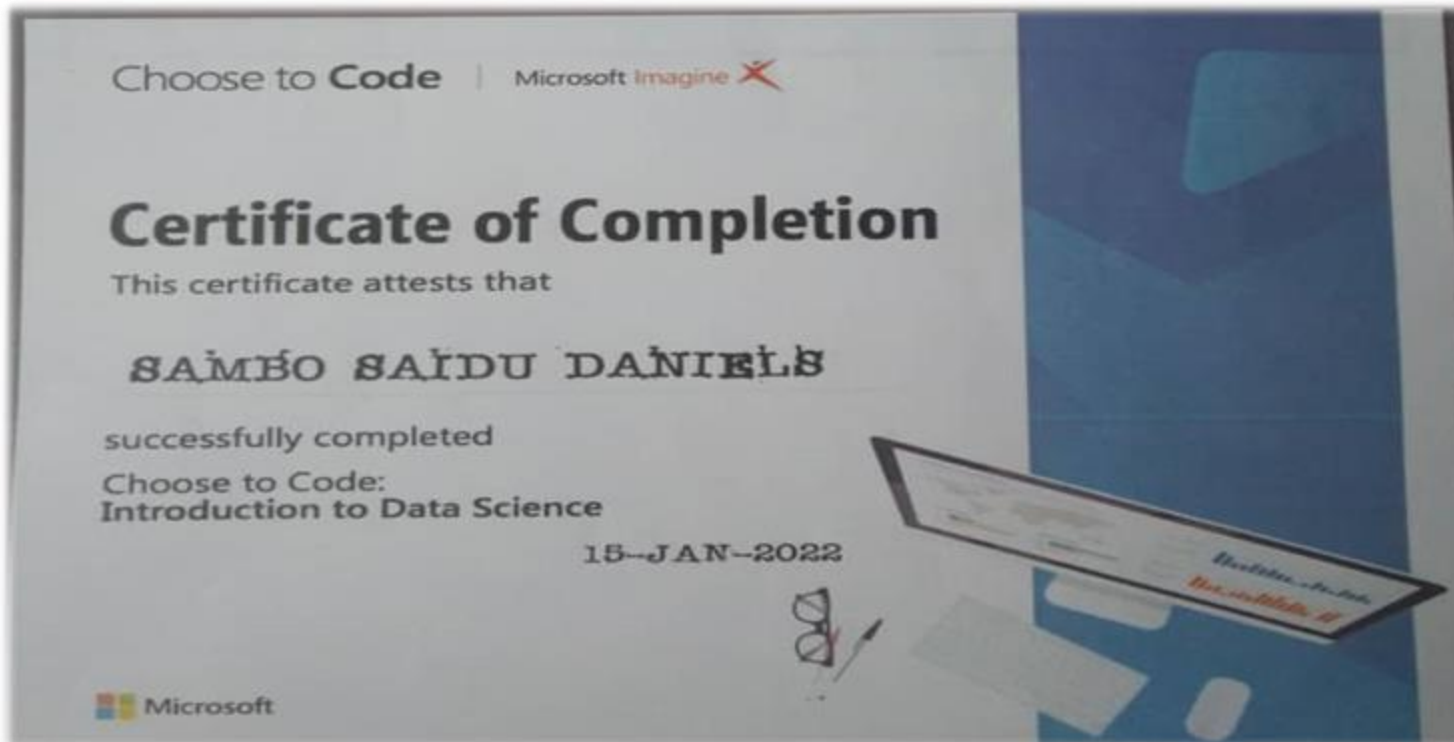 Choose to Code | Microsoft Imagine
Certificate of Completion
This certificate attests that
SAMBO SAIDU DANIELS
successfully completed
Choose to Code:
Introduction to Data Science
15-JAN-2022
Microsoft